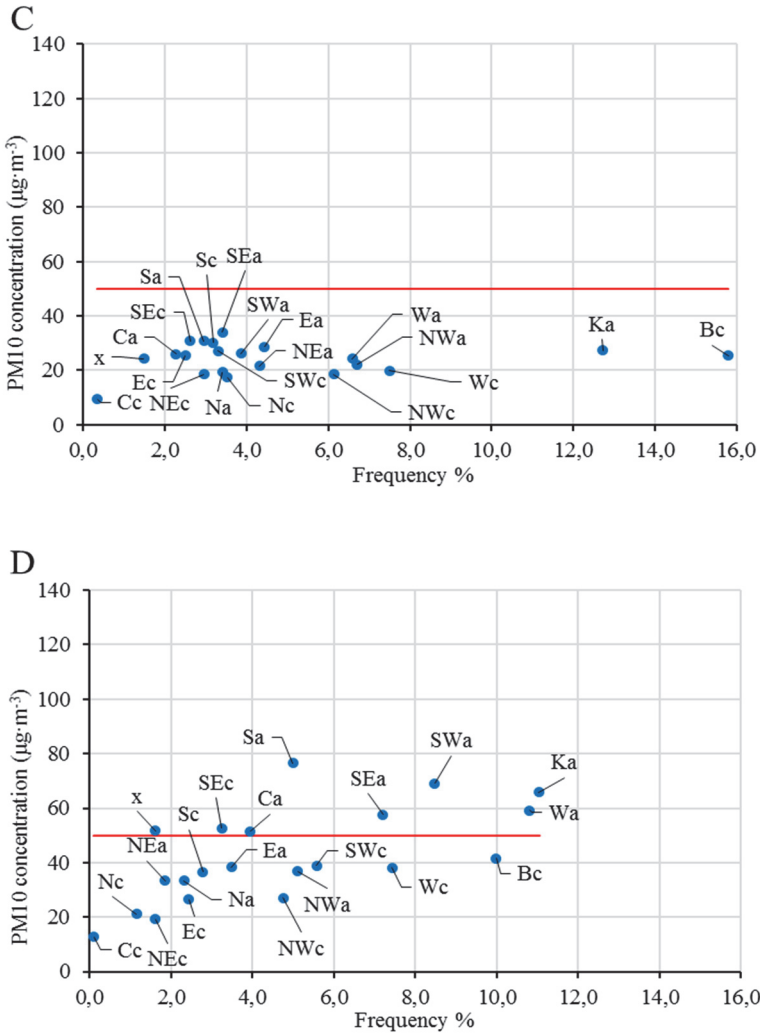 C
PM10 concentration (µg·m-3)
140
120
100
80
60
40
20
0
Sc
SEa
Sa
SEc
SWa
Ea
Wa
Ca
NWa
Ka
Bc
x
NEa
Ec
SWc
Wc
Cc
NEc
Na
Nc
NWc
0,0
2,0
4,0
6,0
8,0
10,0
12,0
14,0
16,0
Frequency %
D
PM10 concentration (µg·m-3)
140
120
100
80
60
40
20
0
Sa
SWa
SEc
SEa
Ka
x
Sc
Ca
Wa
NEa
Ea
SWc
Nc
Na
NWa
Wc
Bc
Ec
Cc
NEc
NWc
0,0
2,0
4,0
6,0
8,0
10,0
12,0
14,0
16,0
Frequency %